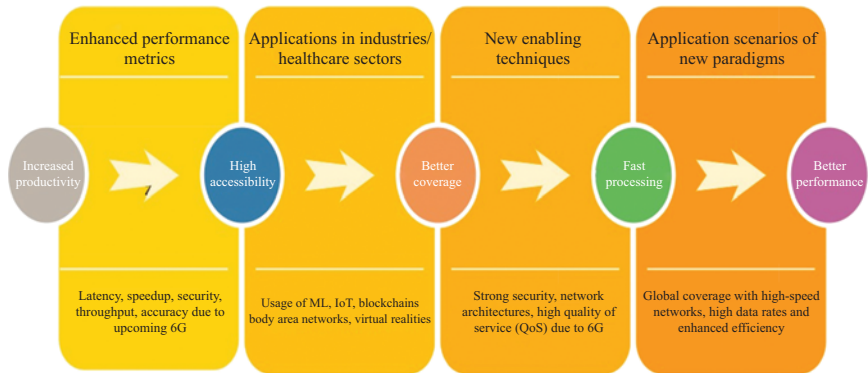 Enhanced performance
metrics
Applications in industries/
healthcare sectors
New enabling
techniques
Application scenarios of
new paradigms
Increased
productivity
High
accessibility
Better
coverage
Fast
processing
Better
performance
Latency, speedup, security,
throughput, accuracy due to
upcoming 6G
Usage of ML, IoT, blockchains
body area networks, virtual realities
Strong security, network
architectures, high quality of
service (QoS) due to 6G
Global coverage with high-speed
networks, high data rates and
enhanced efficiency